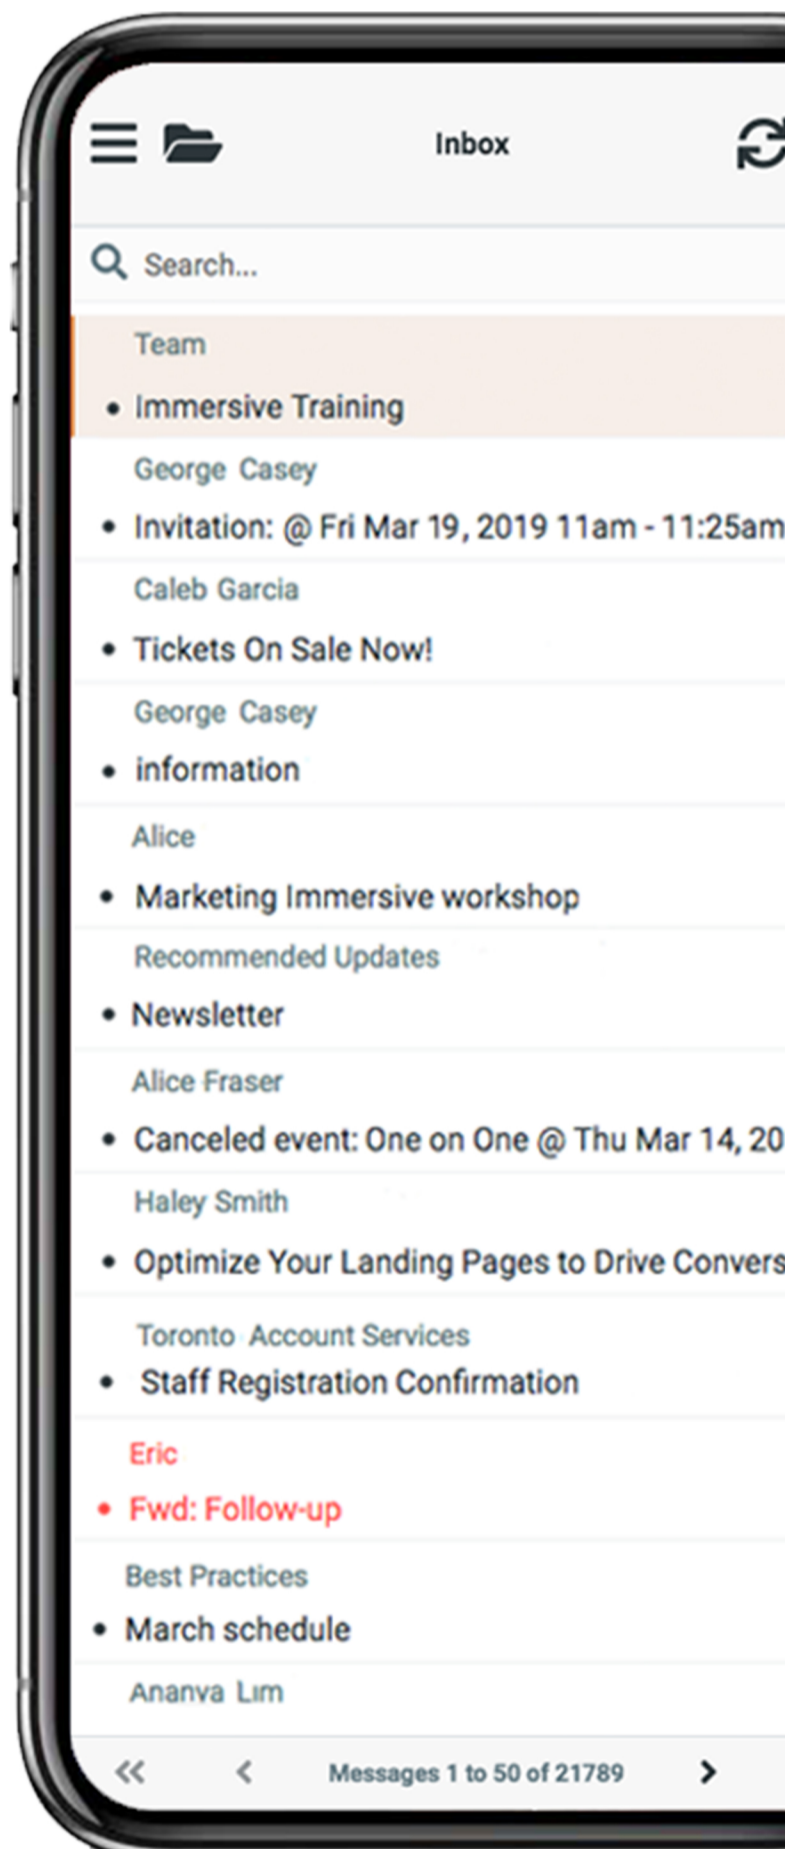 Inbox
Search...
Team
• Immersive Training
George Casey
• Invitation: @ Fri Mar 19, 2019 11am - 11:25am
Caleb Garcia
• Tickets On Sale Now!
George Casey
• information
Alice
• Marketing Immersive workshop
Recommended Updates
• Newsletter
Alice Fraser
• Canceled event: One on One @ Thu Mar 14, 20
Haley Smith
• Optimize Your Landing Pages to Drive Convers
Toronto Account Services
• Staff Registration Confirmation
Eric
• Fwd: Follow-up
Best Practices
• March schedule
Ananva Lim
Messages 1 to 50 of 21789